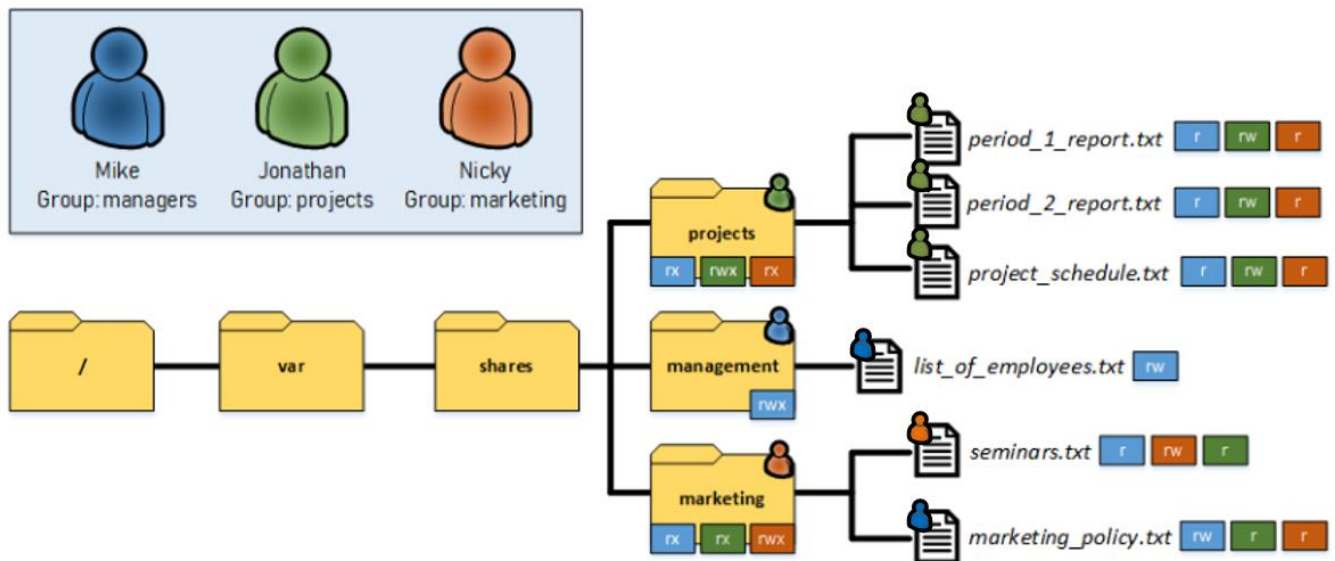 Mike
Group: managers
Jonathan
Group: projects
Nicky
Group: marketing
period_1_report.txt r rw r
period_2_report.txt r rw r
projects
rx rwx rx
project_schedule.txt r rw r
/
var
shares
management
rwx
list_of_employees.txt rw
seminars.txt r rw r
marketing
rx rx rwx
marketing_policy.txt rw r r